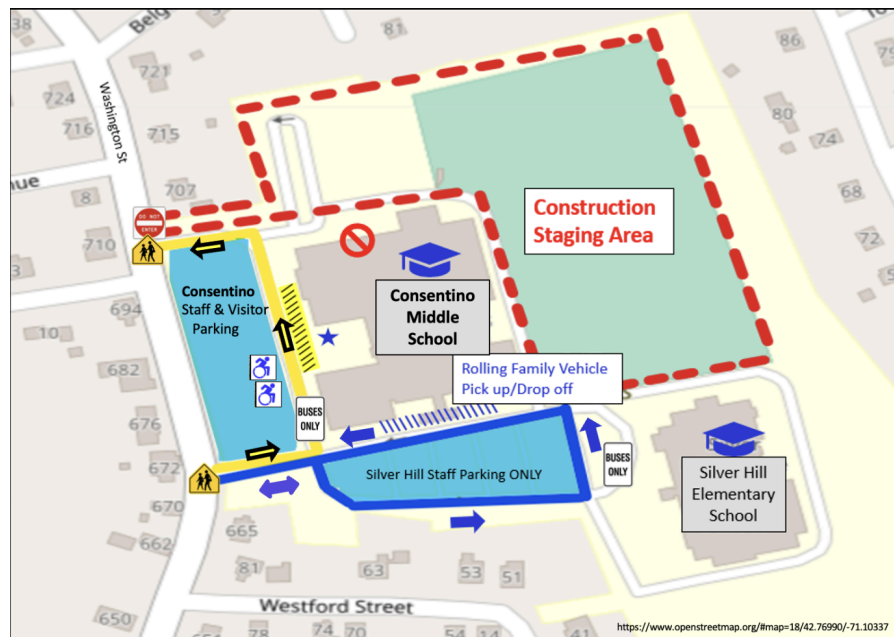 38
Belg
81
86
721
724
Washington St
716
715
80
74
nue
707
8
68
DO NOT
ENTER
710
Construction
Staging Area
72
Consentino
Staff & Visitor
Parking
Consentino
Middle
School
694
10
Rolling Family Vehicle
Pick up/Drop off
682
BUSES
ONLY
676
672
Silver Hill Staff Parking ONLY
BUSES
ONLY
Silver Hill
Elementary
School
670
665
662
81
63
53
51
Westford Street
650
78
74
70
54
14
41
https://www.openstreetmap.org/#map=18/42.76990/-71.10337